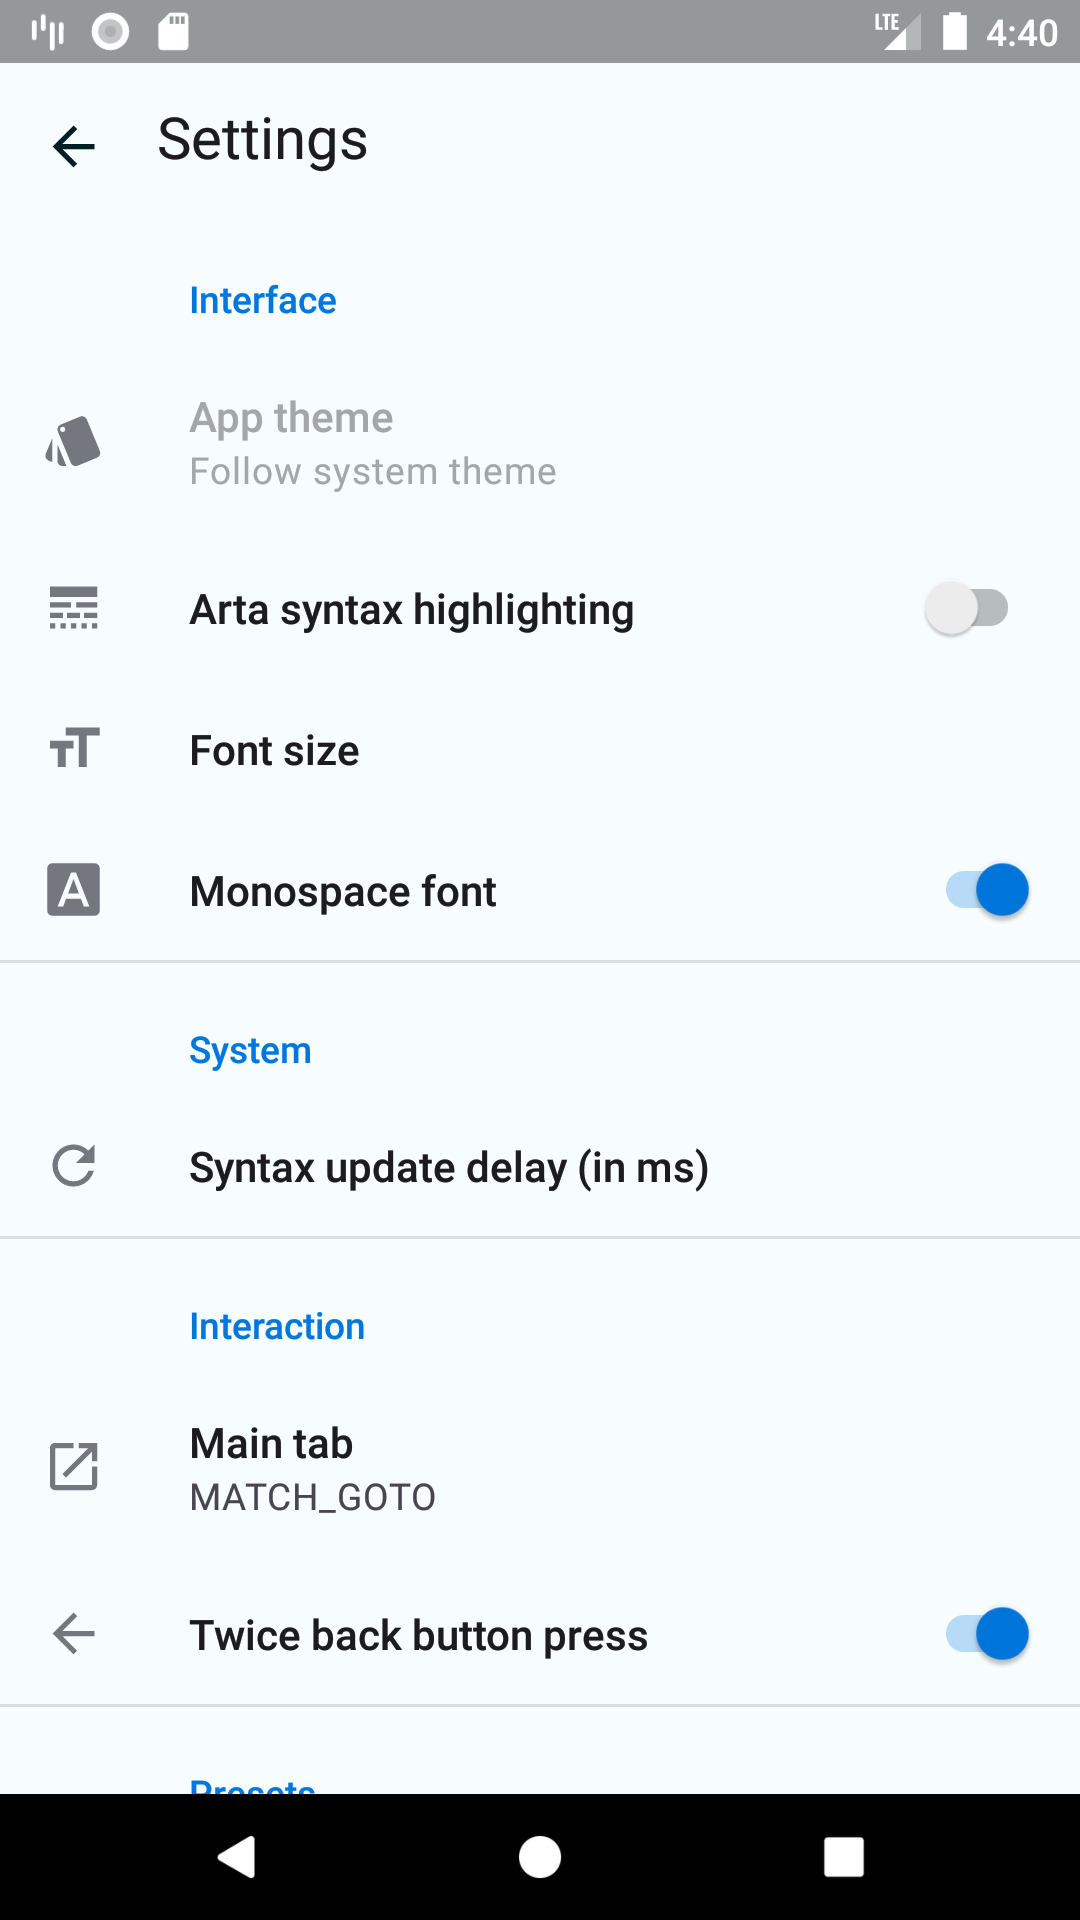 LTE 4:40
Settings
Interface
App theme
Follow system theme
Arta syntax highlighting
Font size
Monospace font
System
Syntax update delay (in ms)
Interaction
Main tab
MATCH_GOTO
Twice back button press
Presets